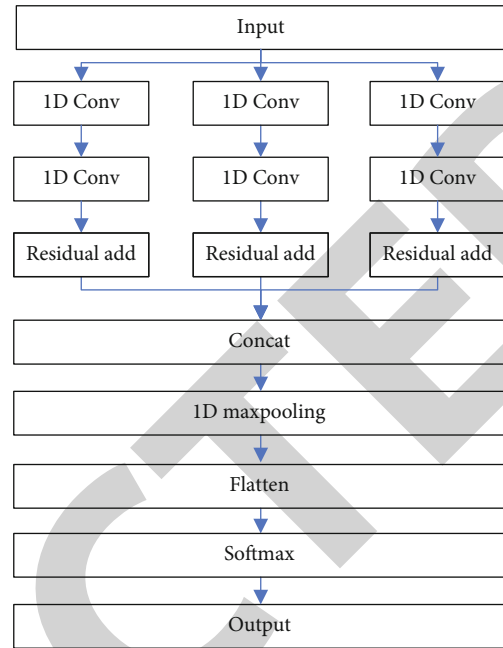 Input
1D Conv 1D Conv 1D Conv
1D Conv 1D Conv 1D Conv
Residual add Residual add Residual add
Concat
1D maxpooling
Flatten
Softmax
Output
CTED